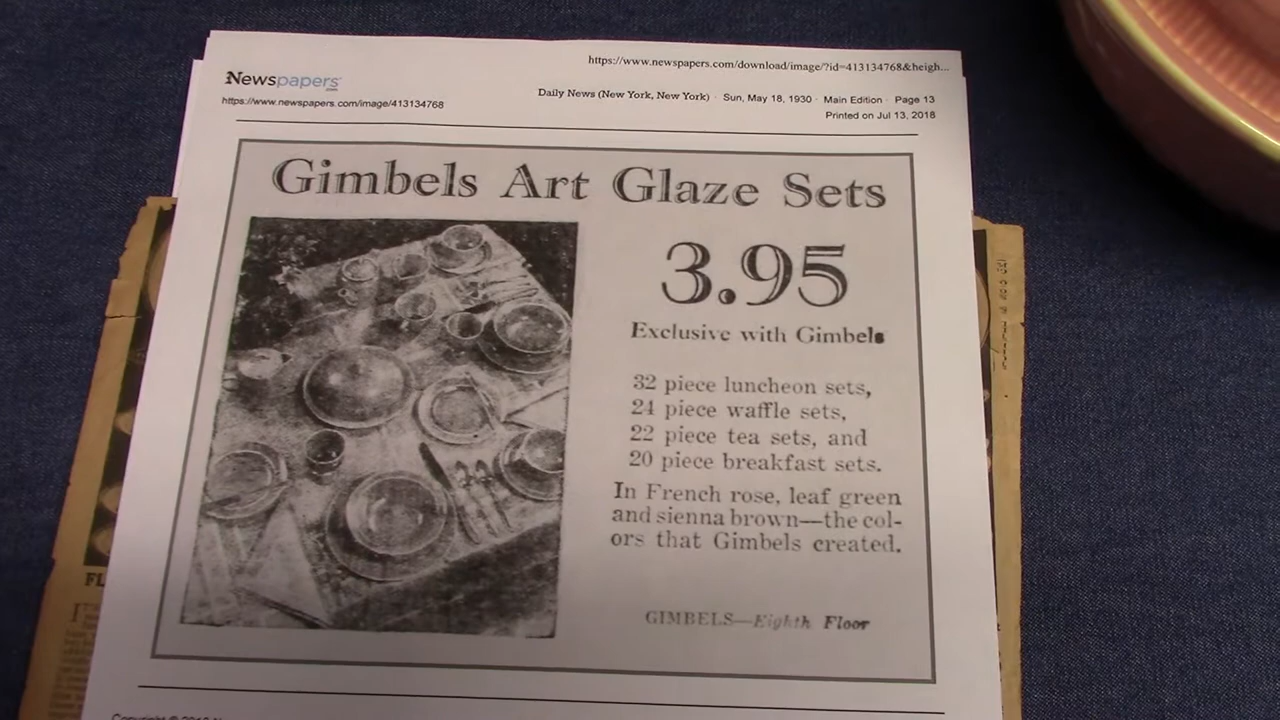 https://www.newspapers.com/download/image/?id=413134768&heigh...
Newspapers
.com
https://www.newspapers.com/image/413134768
Daily News (New York, New York) · Sun, May 18, 1930 · Main Edition · Page 13
Printed on Jul 13, 2018
Gimbels Art Glaze Sets
3.95
Exclusive with Gimbels
32 piece luncheon sets,
24 piece waffle sets,
22 piece tea sets, and
20 piece breakfast sets.
In French rose, leaf green
and sienna brown—the col-
ors that Gimbels created.
GIMBELS—Eighth Floor
Copyright ©